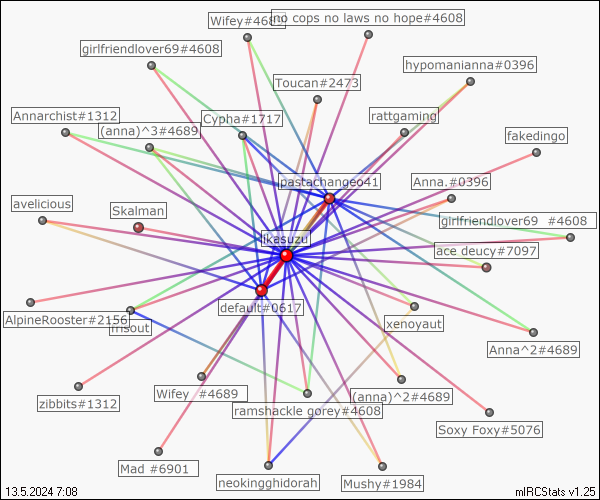 Wifey#4689
no cops no laws no hope#4608
girlfriendlover69#4608
hypomanianna#0396
Toucan#2473
Annarchist#1312
(anna)^3#4689
Cypha#1717
rattgaming
fakedingo
pastachangeo41
Anna.#0396
avelicious
Skalman
girlfriendlover69 #4608
likasuzu
ace deucy#7097
default#0617
AlpineRooster#2156
misout
xenoyaut
Anna^2#4689
Wifey #4689
(anna)^2#4689
zibbits#1312
ramshackle gorey#4608
Soxy Foxy#5076
Mad #6901
neokingghidorah
Mushy#1984
13.5.2024 7:08
mIRCStats v1.25